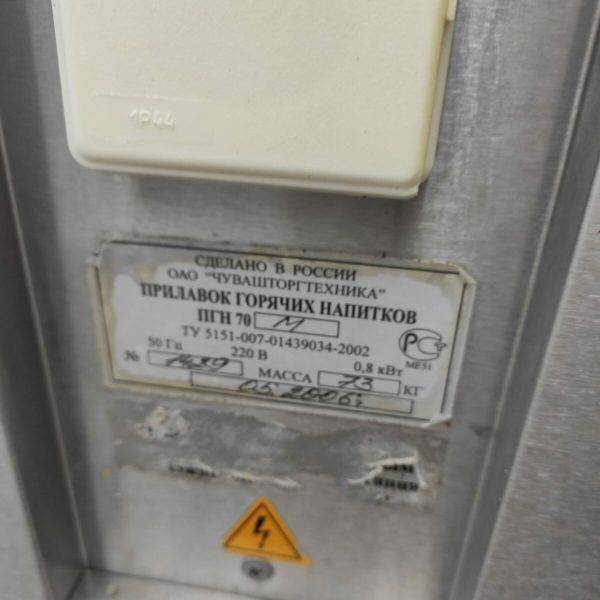 IP44
СДЕЛАНО В РОССИИ
ОАО "ЧУВАШТОРГТЕХНИКА"
ПРИЛАВОК ГОРЯЧИХ НАПИТКОВ
ПГН 70 М
ТУ 5151-007-01439034-2002
50 Гц 220 В 0,8 кВт
РСТ
МЕ51
№ 1439 МАССА 73 КГ
05 2006г.